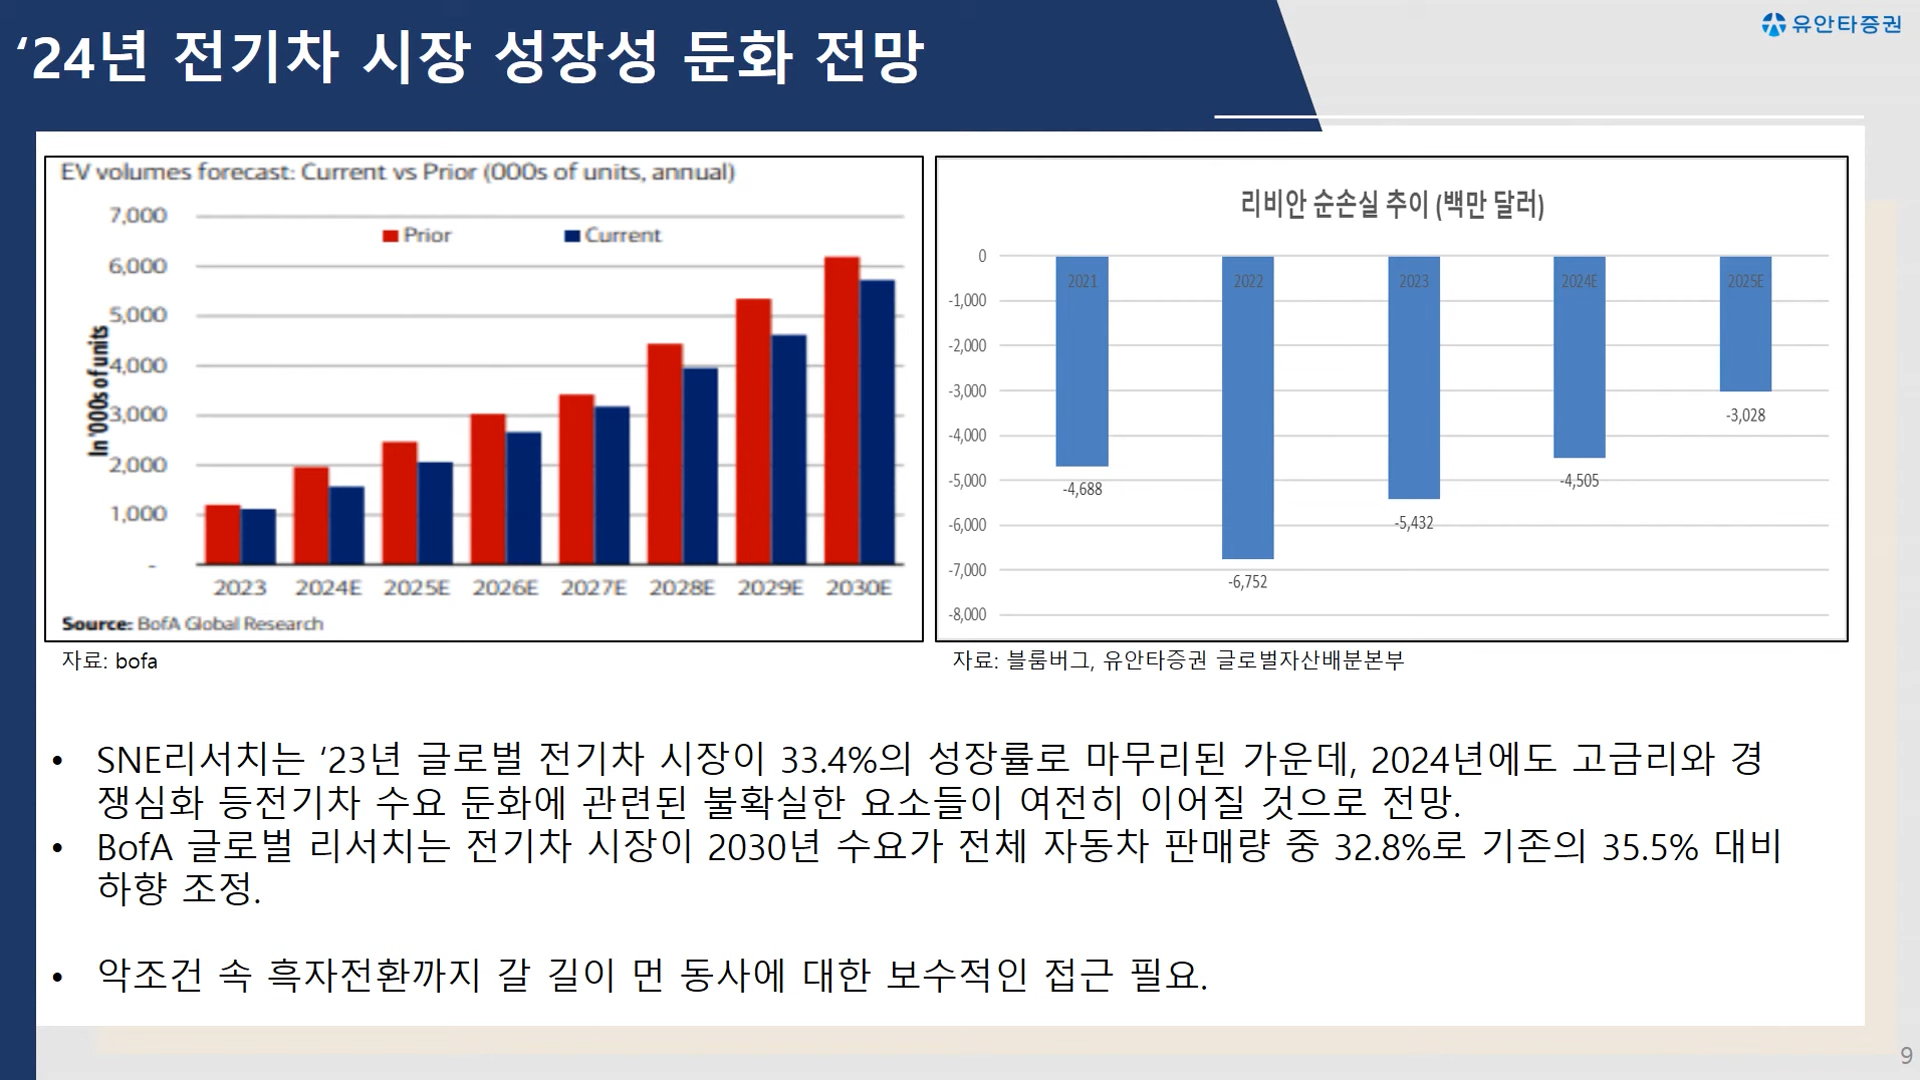 ‘24년 전기차 시장 성장성 둔화 전망
유안타증권
EV volumes forecast: Current vs Prior (000s of units, annual)
Prior
Current
7,000
6,000
5,000
4,000
3,000
2,000
1,000
-
In '000s of units
2023 2024E 2025E 2026E 2027E 2028E 2029E 2030E
Source: BofA Global Research
자료: bofa
리비안 순손실 추이 (백만 달러)
0
-1,000
-2,000
-3,000
-4,000
-5,000
-6,000
-7,000
-8,000
2021 2022 2023 2024E 2025E
-4,688
-6,752
-5,432
-4,505
-3,028
자료: 블룸버그, 유안타증권 글로벌자산배분본부
• SNE리서치는 ‘23년 글로벌 전기차 시장이 33.4%의 성장률로 마무리된 가운데, 2024년에도 고금리와 경
쟁심화 등전기차 수요 둔화에 관련된 불확실한 요소들이 여전히 이어질 것으로 전망.
• BofA 글로벌 리서치는 전기차 시장이 2030년 수요가 전체 자동차 판매량 중 32.8%로 기존의 35.5% 대비
하향 조정.
• 악조건 속 흑자전환까지 갈 길이 먼 동사에 대한 보수적인 접근 필요.
9